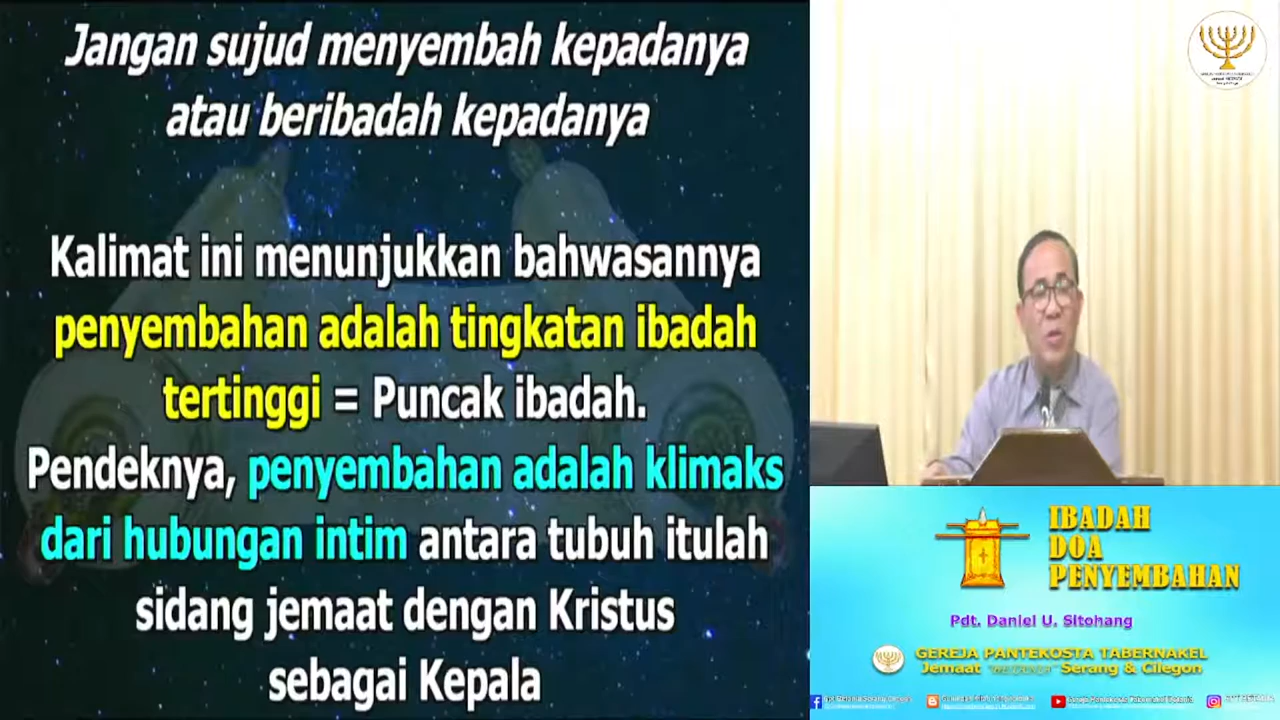 Jangan sujud menyembah kepadanya
atau beribadah kepadanya
Kalimat ini menunjukkan bahwasannya
penyembahan adalah tingkatan ibadah
tertinggi = Puncak ibadah.
Pendeknya, penyembahan adalah klimaks
dari hubungan intim antara tubuh itulah
sidang jemaat dengan Kristus
sebagai Kepala
IBADAH
DOA
PENYEMBAHAN
Pdt. Daniel U. Sitohang
GEREJA PANTEKOSTA TABERNAKEL
Jemaat Serang & Cilegon